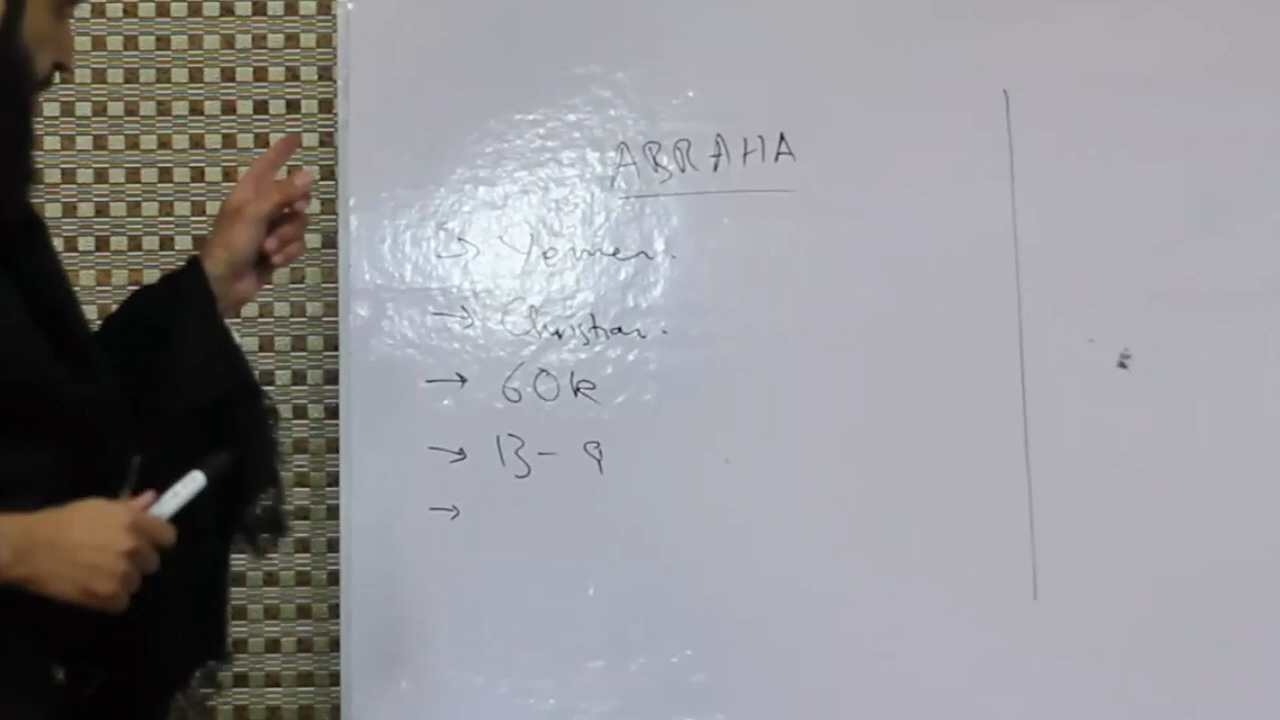 ABRAHA
→ Yemen.
→ Christian.
→ 60k
→ 13-9
→